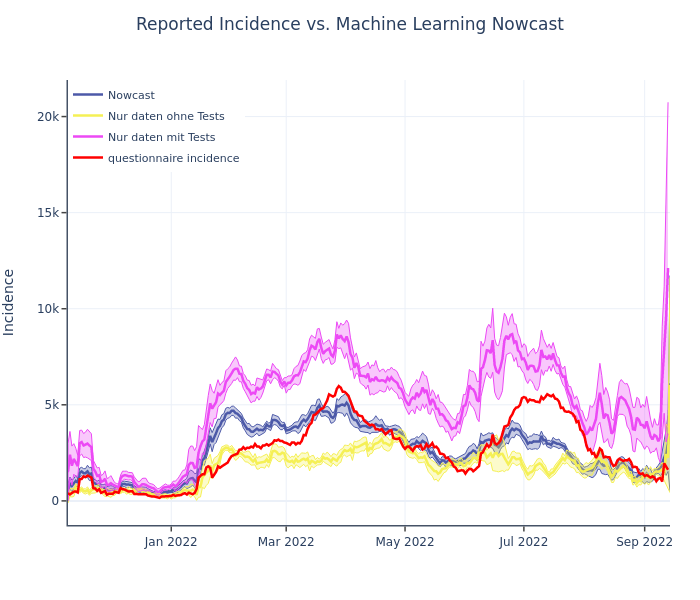 Reported Incidence vs. Machine Learning Nowcast
Nowcast
Nur daten ohne Tests
Nur daten mit Tests
questionnaire incidence
20k
15k
10k
5k
0
Incidence
Jan 2022
Mar 2022
May 2022
Jul 2022
Sep 2022